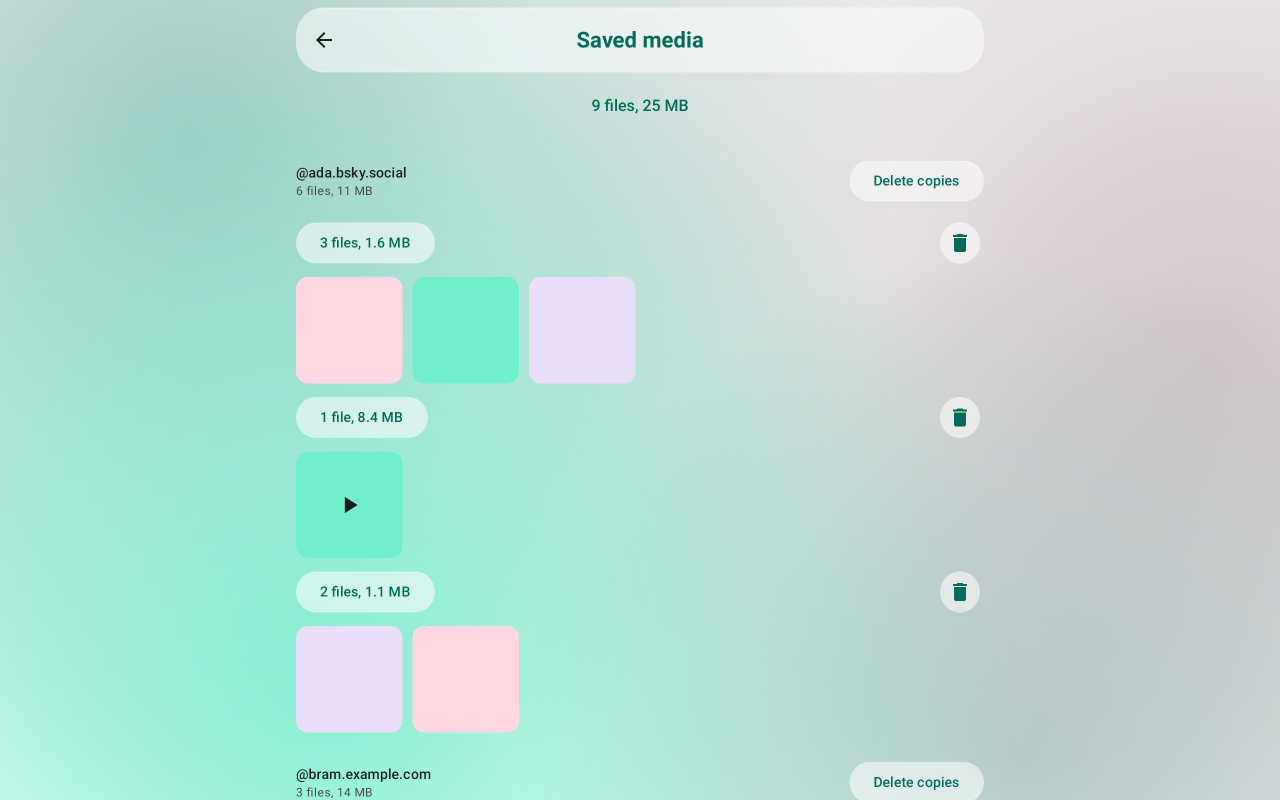 Saved media
9 files, 25 MB
@ada.bsky.social
6 files, 11 MB
Delete copies
3 files, 1.6 MB
1 file, 8.4 MB
2 files, 1.1 MB
@bram.example.com
3 files, 14 MB
Delete copies